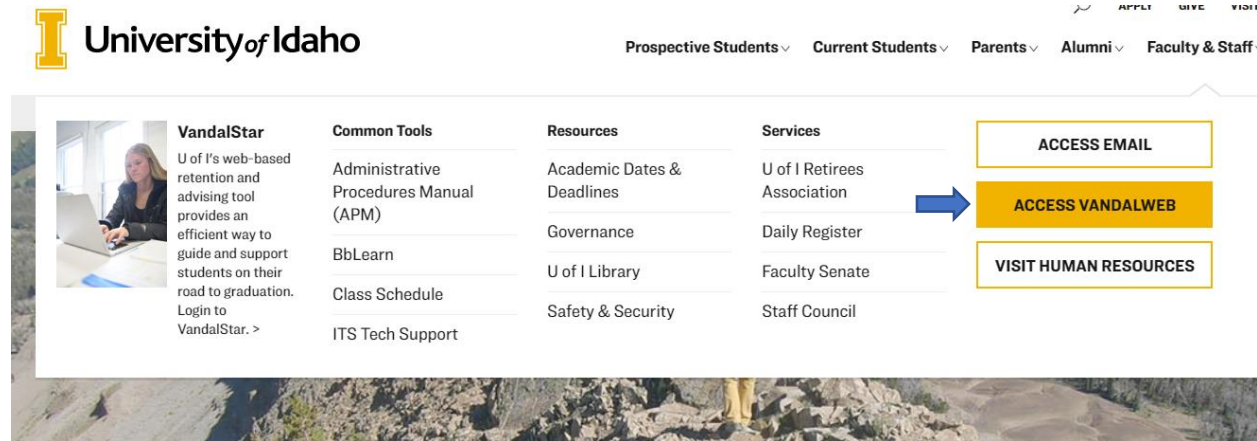 APPLY GIVE VISIT
I University of Idaho
Prospective Students Current Students Parents Alumni Faculty & Staff
VandalStar
U of I's web-based
retention and
advising tool
provides an
efficient way to
guide and support
students on their
road to graduation.
Login to
VandalStar. >
Common Tools
Administrative
Procedures Manual
(APM)
BbLearn
Class Schedule
ITS Tech Support
Resources
Academic Dates &
Deadlines
Governance
U of I Library
Safety & Security
Services
U of I Retirees
Association
Daily Register
Faculty Senate
Staff Council
ACCESS EMAIL
ACCESS VANDALWEB
VISIT HUMAN RESOURCES